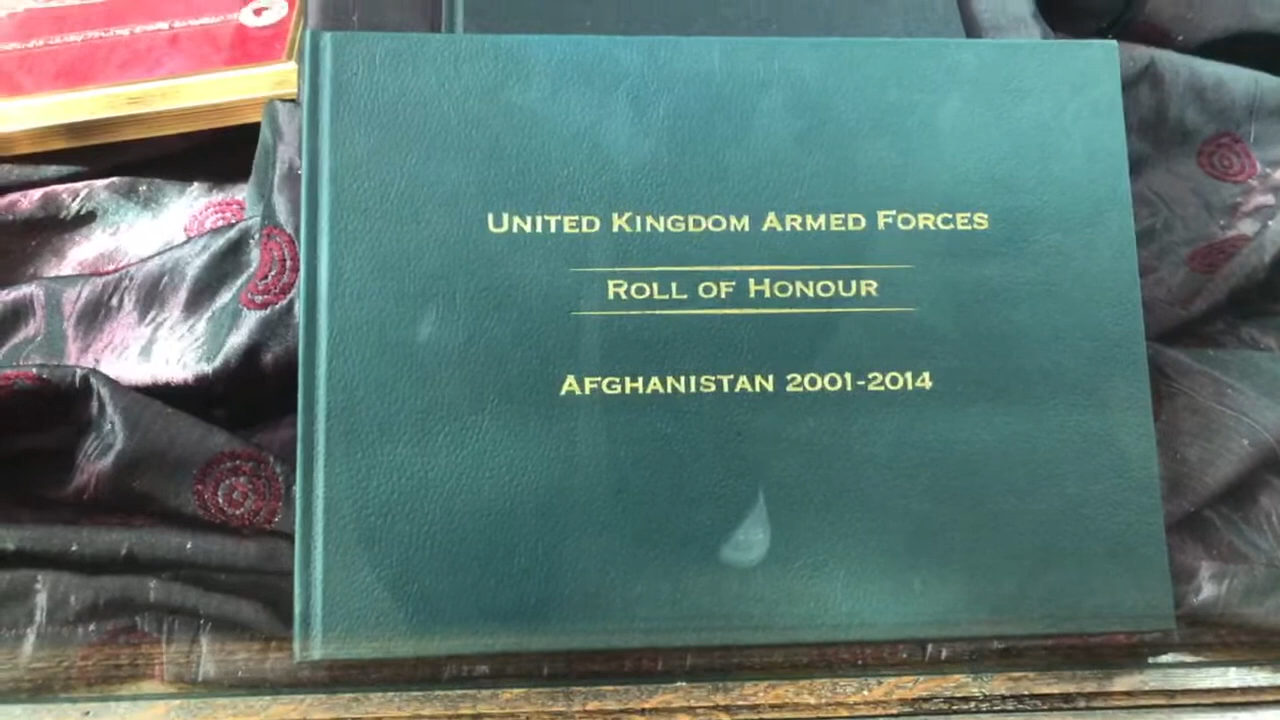 United Kingdom Armed Forces
Roll of Honour
Afghanistan 2001-2014